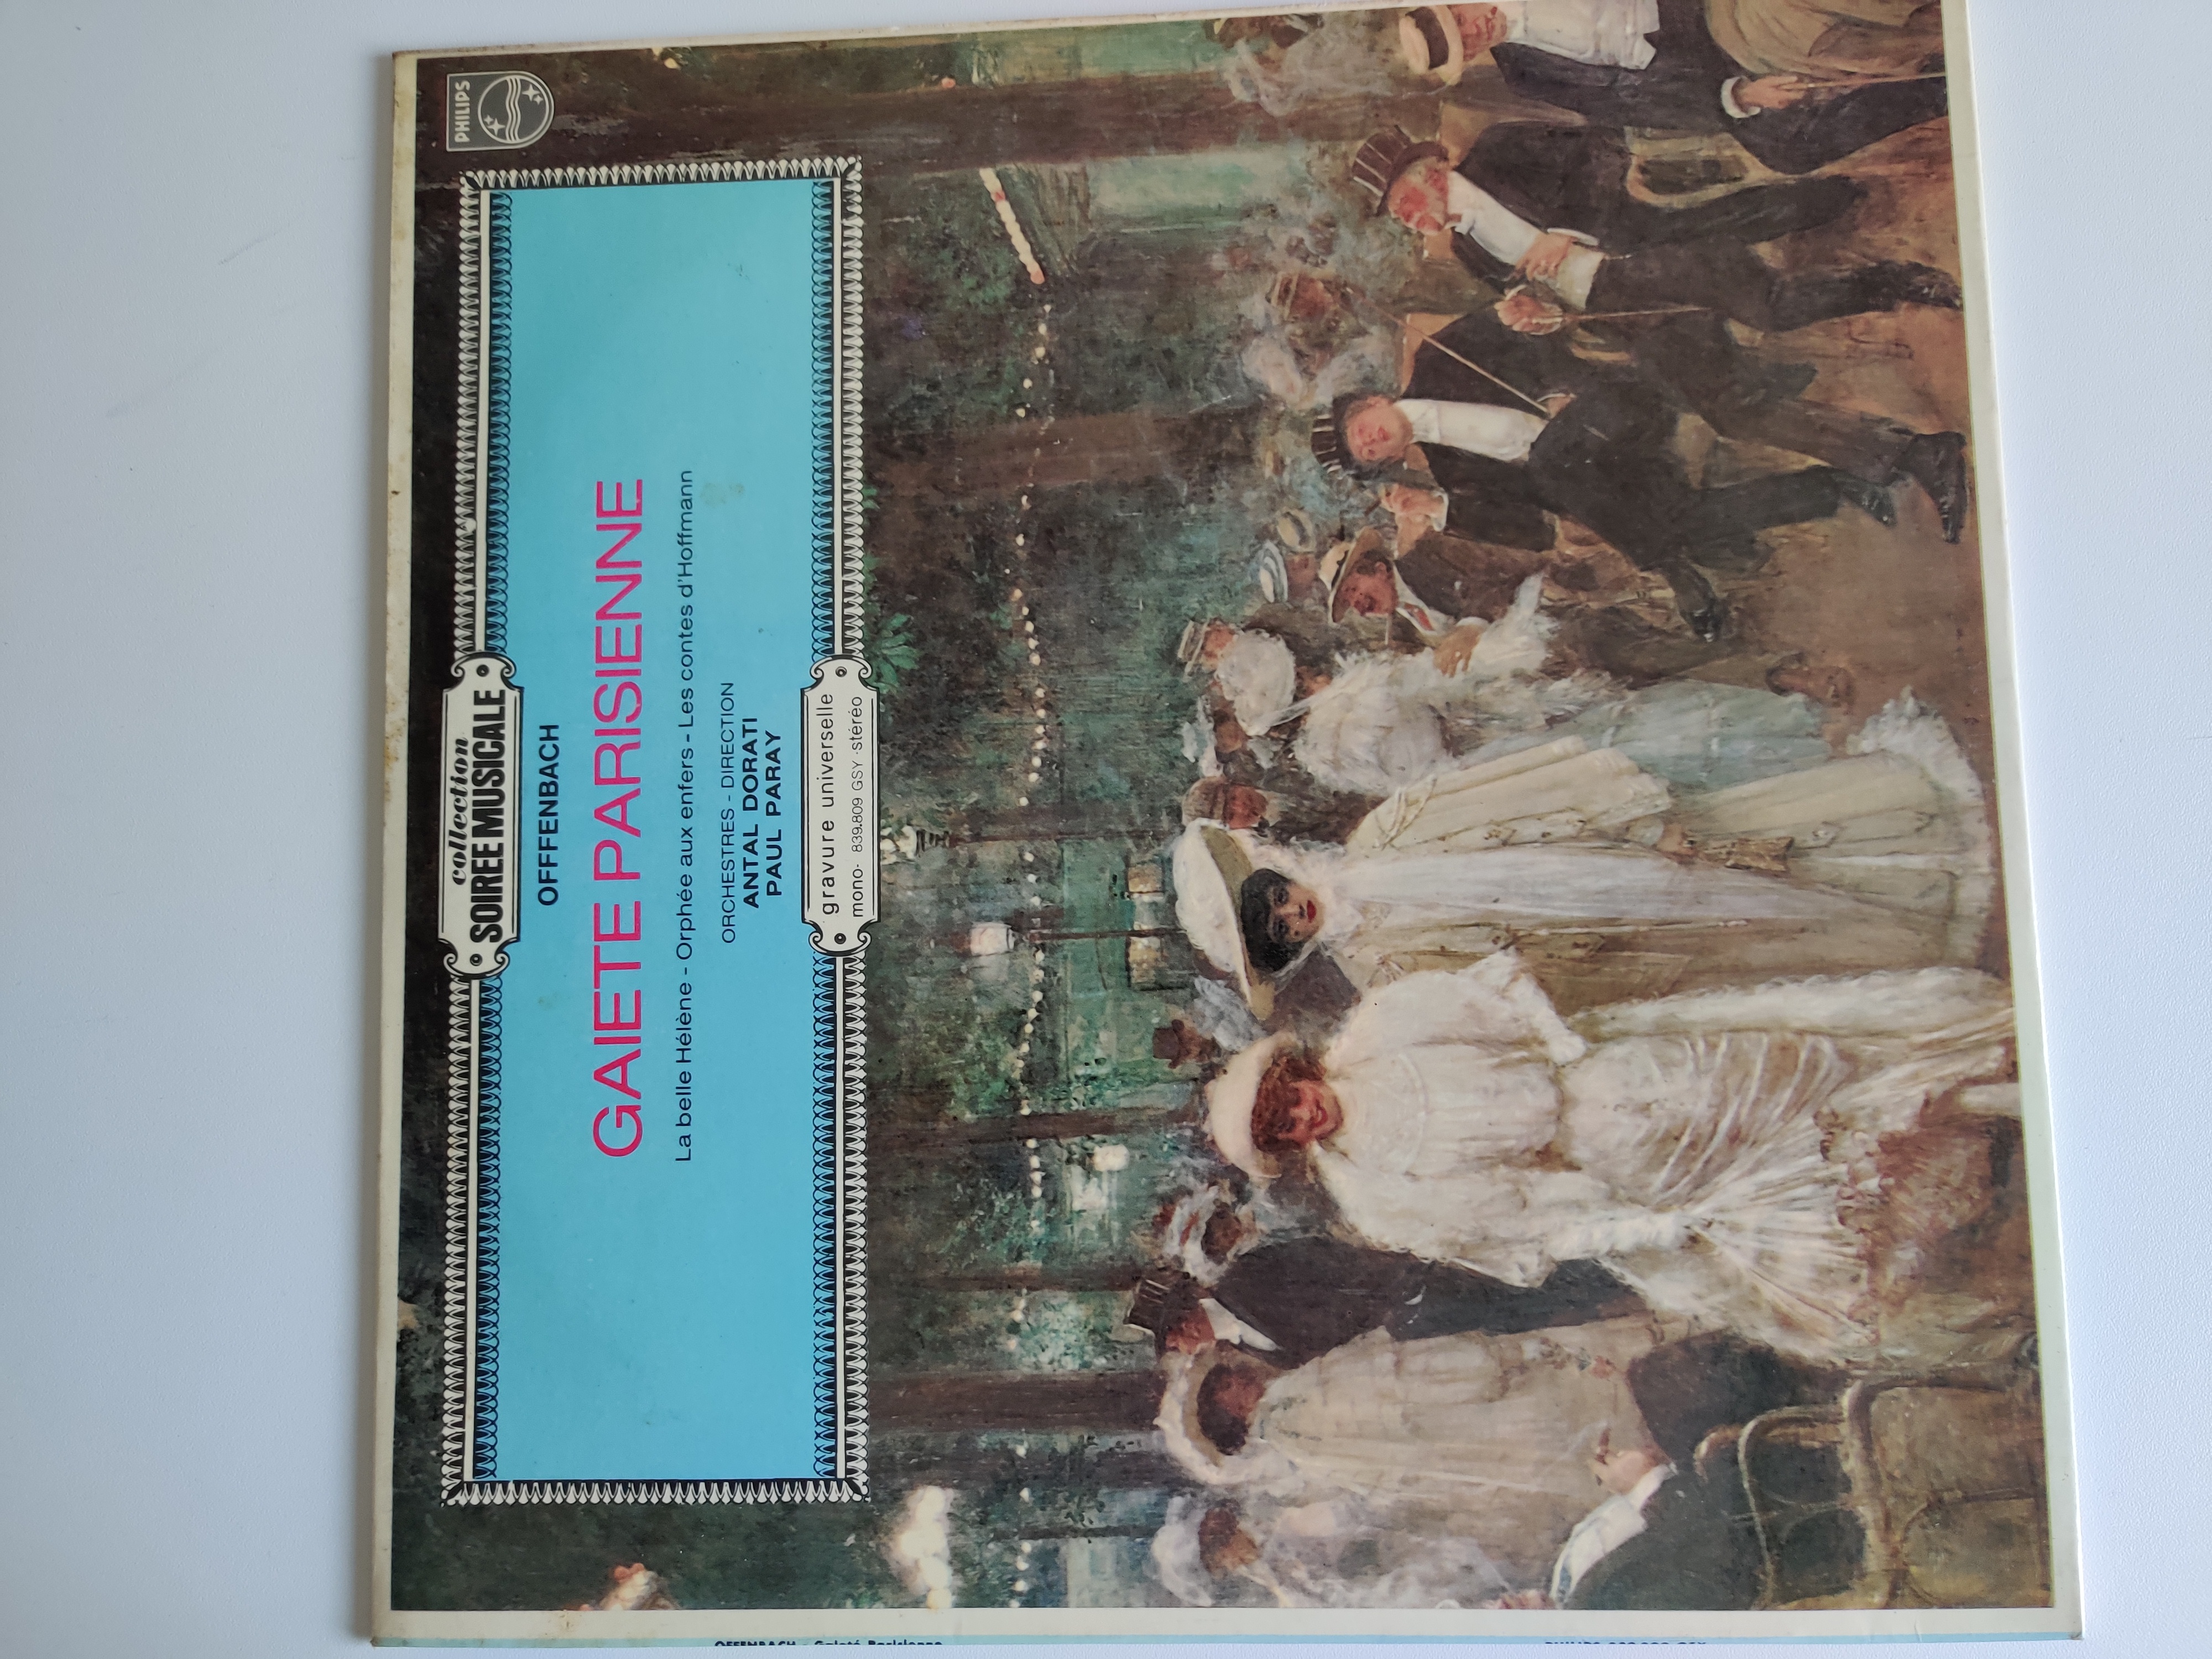 collection
SOIREE MUSICALE
PHILIPS
OFFFENBACH
GAIETE PARISIENNE
La belle Hélène - Orphée aux enfers - Les contes d'Hoffmann
ORCHESTRES - DIRECTION
ANTAL DORATI
PAUL PARAY
gravure universelle
mono- 839.809 GSY ·stéréo